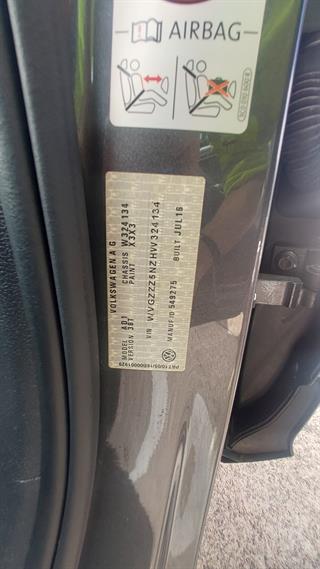 AIRBAG
VOLKSWAGEN A G
MODEL AD1 CHASSIS W324134
VERSION 3BT PAINT X3X3
VIN WVGZZZ5NZHW324134
MANUF ID 549275 BUILT JUL16